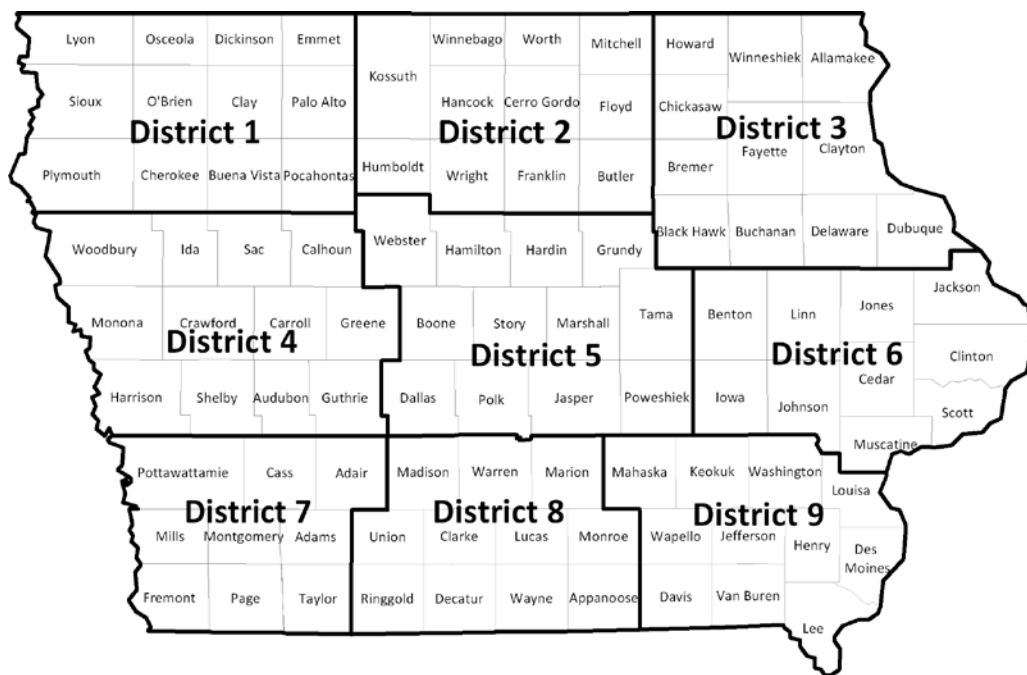 Lyon Osceola Dickinson Emmet Winnebago Worth Mitchell Howard Winneshiek Allamakee
Kossuth
Sioux O'Brien Clay Palo Alto Hancock Cerro Gordo Floyd Chickasaw
District 1 District 2 District 3
Fayette Clayton
Plymouth Cherokee Buena Vista Pocahontas Humboldt Wright Franklin Butler Bremer
Woodbury Ida Sac Calhoun Webster Hamilton Hardin Grundy Black Hawk Buchanan Delaware Dubuque
Jackson
Monona Crawford Carroll Greene Boone Story Marshall Tama Benton Linn Jones
District 4 District 5 District 6
Clinton
Cedar
Harrison Shelby Audubon Guthrie Dallas Polk Jasper Poweshiek Iowa Johnson Scott
Muscatine
Pottawattamie Cass Adair Madison Warren Marion Mahaska Keokuk Washington
Louisa
District 7 District 8 District 9
Mills Montgomery Adams Union Clarke Lucas Monroe Wapello Jefferson Henry Des
Moines
Fremont Page Taylor Ringgold Decatur Wayne Appanoose Davis Van Buren
Lee